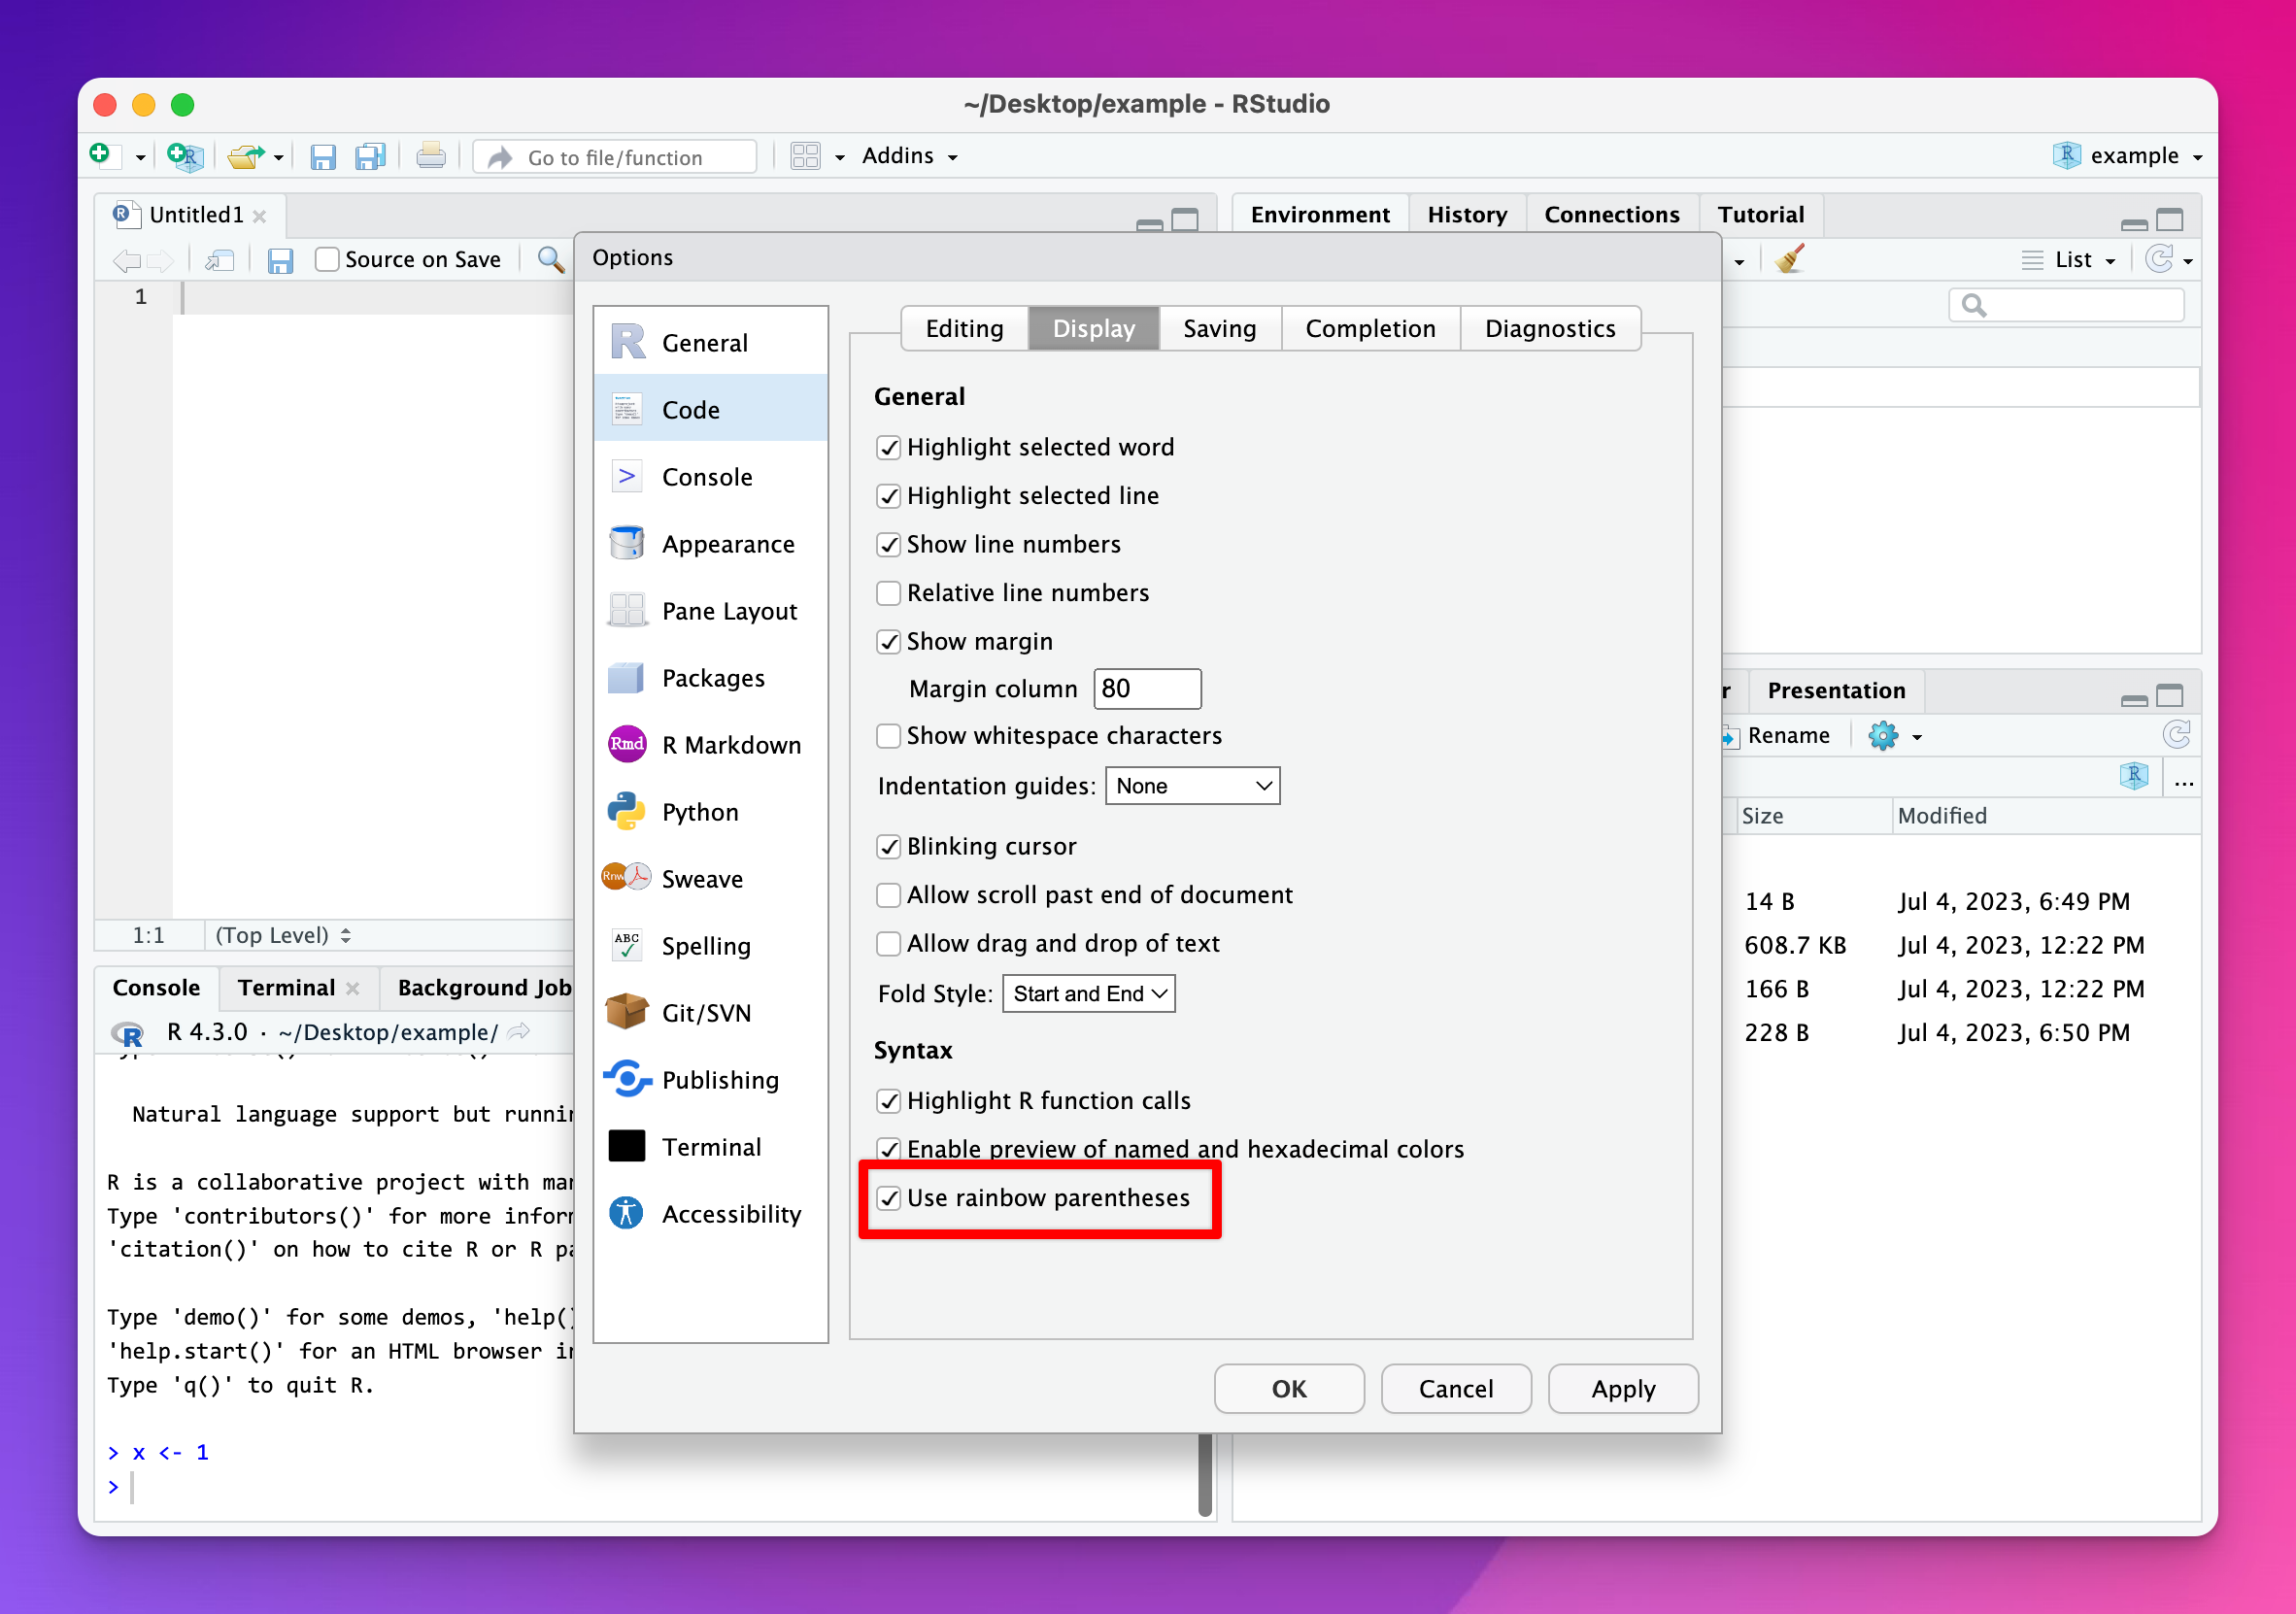 ~/Desktop/example - RStudio
Go to file/function
Addins
example
Untitled1
Source on Save
1
1:1
(Top Level)
Console
Terminal
Background Job
R 4.3.0 · ~/Desktop/example/
Natural language support but runnin
R is a collaborative project with
Type 'contributors()' for more
'citation()' on how to cite R or R
Type 'demo()' for some demos, 'help()
'help.start()' for an HTML browser
Type 'q()' to quit R.
> x <- 1
>
Options
General
Code
Console
Appearance
Pane Layout
Packages
Rmd R Markdown
Python
Rnw Sweave
ABC Spelling
Git/SVN
Publishing
Terminal
Accessibility
Editing
Display
Saving
Completion
Diagnostics
General
Highlight selected word
Highlight selected line
Show line numbers
Relative line numbers
Show margin
Margin column 80
Show whitespace characters
Indentation guides: None
Blinking cursor
Allow scroll past end of document
Allow drag and drop of text
Fold Style: Start and End
Syntax
Highlight R function calls
Enable preview of named and hexadecimal colors
Use rainbow parentheses
OK
Cancel
Apply
Environment
History
Connections
Tutorial
List
r
Presentation
Rename
...
Size
Modified
14 B
Jul 4, 2023, 6:49 PM
608.7 KB
Jul 4, 2023, 12:22 PM
166 B
Jul 4, 2023, 12:22 PM
228 B
Jul 4, 2023, 6:50 PM